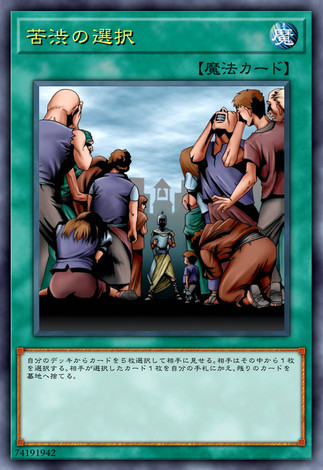 苦渋の選択
魔
【魔法カード】
自分のデッキからカードを５枚選択して相手に見せる。相手はその中から１枚
を選択する。相手が選択したカード１枚を自分の手札に加え、残りのカードを
墓地へ捨てる。
74191942